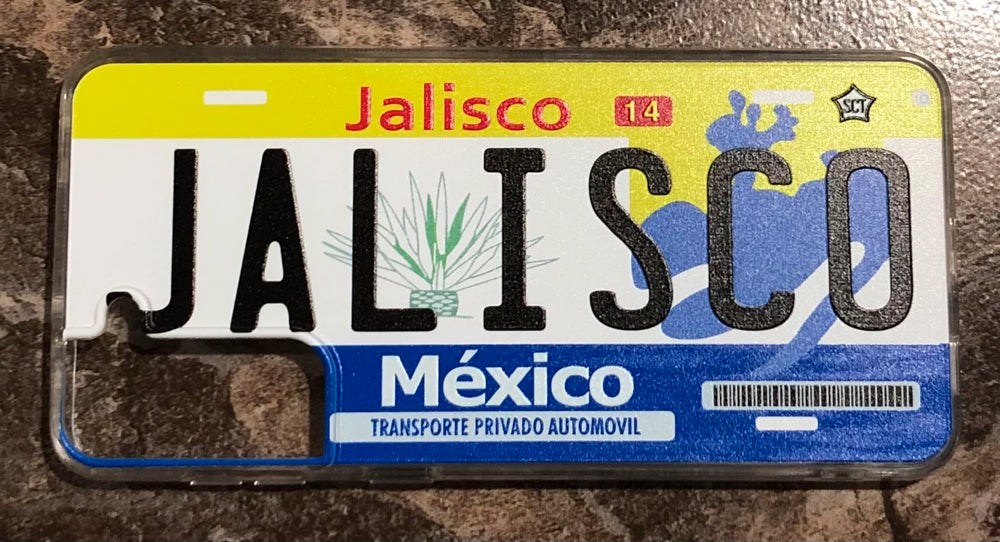 Jalisco 14 SCT
JALISCO
México
TRANSPORTE PRIVADO AUTOMOVIL